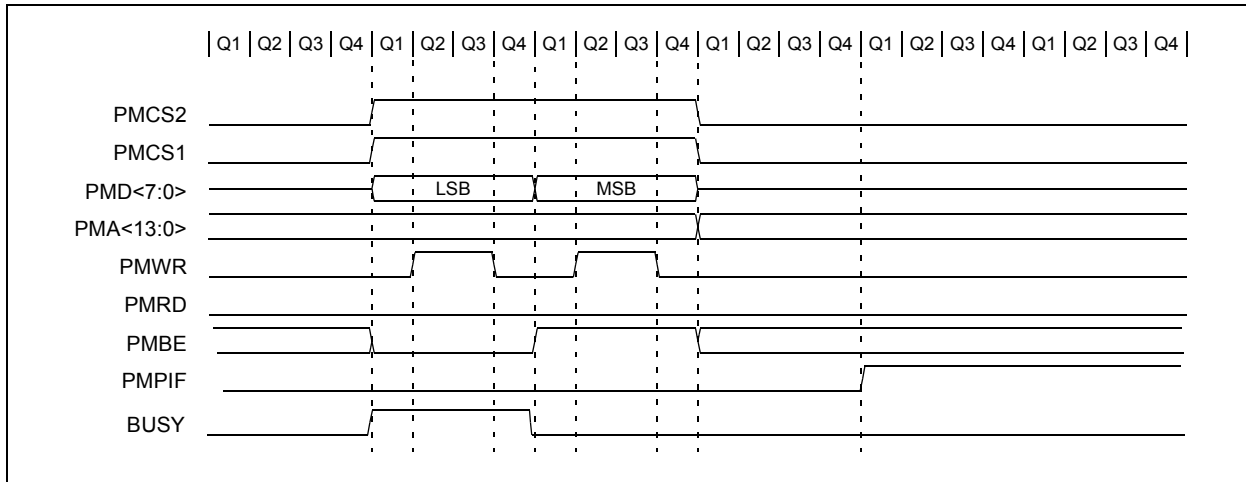 Q1 Q2 Q3 Q4 Q1 Q2 Q3 Q4 Q1 Q2 Q3 Q4 Q1 Q2 Q3 Q4 Q1 Q2 Q3 Q4 Q1 Q2 Q3 Q4
PMCS2
PMCS1
PMD<7:0> LSB MSB
PMA<13:0>
PMWR
PMRD
PMBE
PMPIF
BUSY